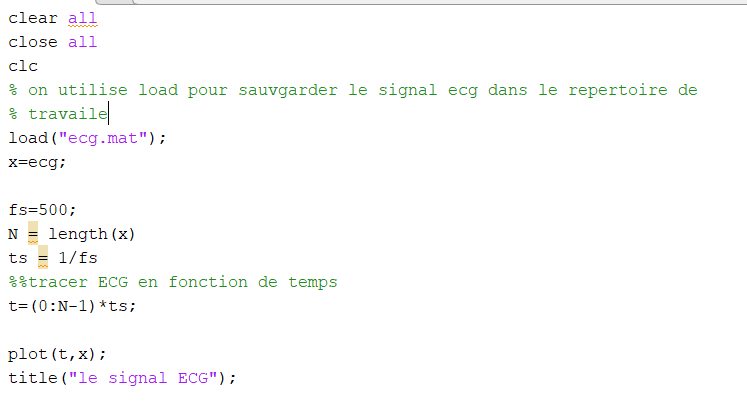 clear all
close all
clc
% on utilise load pour sauvgarder le signal ecg dans le repertoire de
% travaile
load("ecg.mat");
x=ecg;
fs=500;
N = length(x)
ts = 1/fs
%%tracer ECG en fonction de temps
t=(0:N-1)*ts;
plot(t,x);
title("le signal ECG");